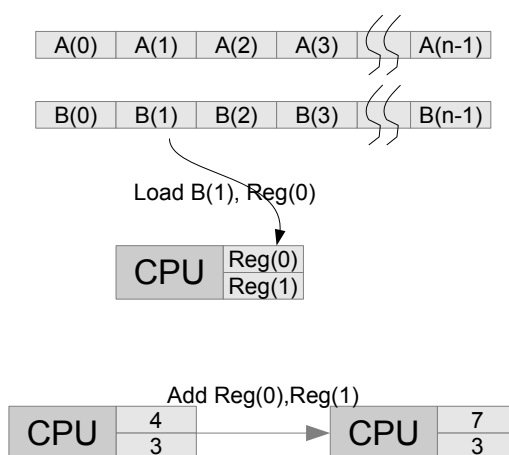 A(0) A(1) A(2) A(3) A(n-1)
B(0) B(1) B(2) B(3) B(n-1)
Load B(1), Reg(0)
CPU Reg(0)
Reg(1)
Add Reg(0),Reg(1)
CPU 4 CPU 7
3 3